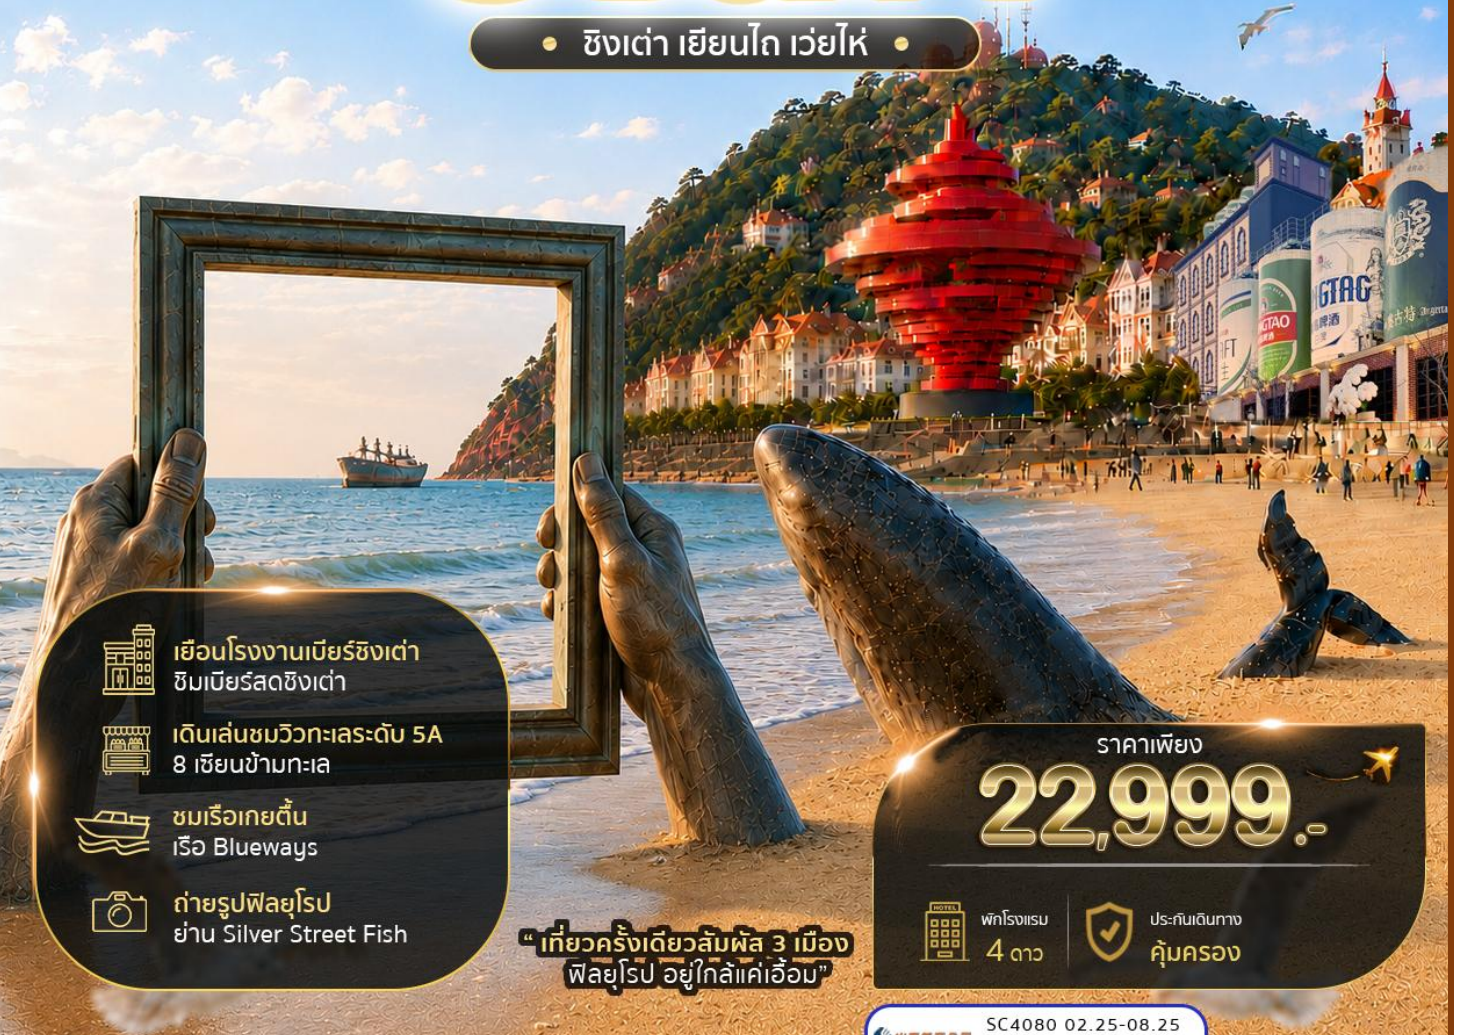 • ชิงเต่า เยียนไถ เว่ยไห่ •
GTAG
啤酒
GTAO
FT
เยือนโรงงานเบียร์ชิงเต่า
ชิมเบียร์สดชิงเต่า
เดินเล่นชมวิวทะเลระดับ 5A
8 เซียนข้ามทะเล
ชมเรือเกยตื้น
เรือ Blueways
ถ่ายรูปฟิลยุโรป
ย่าน Silver Street Fish
“ เที่ยวครั้งเดียวสัมผัส 3 เมือง
ฟิลยุโรป อยู่ใกล้แค่เอื้อม”
ราคาเพียง
22,999.-
HOTEL
พักโรงแรม
4 ดาว
ประกันเดินทาง
คุ้มครอง
SC4080 02.25-08.25